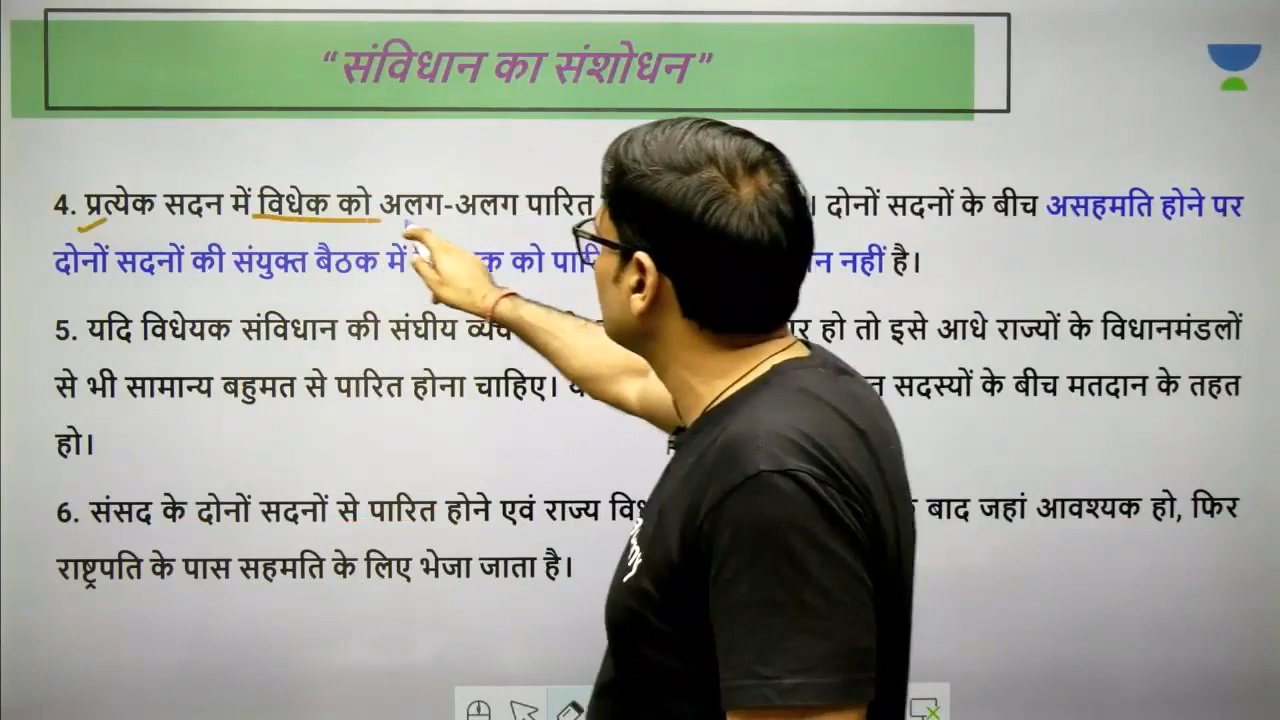 “संविधान का संशोधन”
4. प्रत्येक सदन में विधेक को अलग-अलग पारित । दोनों सदनों के बीच असहमति होने पर
दोनों सदनों की संयुक्त बैठक में को नहीं है।
5. यदि विधेयक संविधान की संघीय हो तो इसे आधे राज्यों के विधानमंडलों
से भी सामान्य बहुमत से पारित होना चाहिए। सदस्यों के बीच मतदान के तहत
हो।
6. संसद के दोनों सदनों से पारित होने एवं राज्य बाद जहां आवश्यक हो, फिर
राष्ट्रपति के पास सहमति के लिए भेजा जाता है।